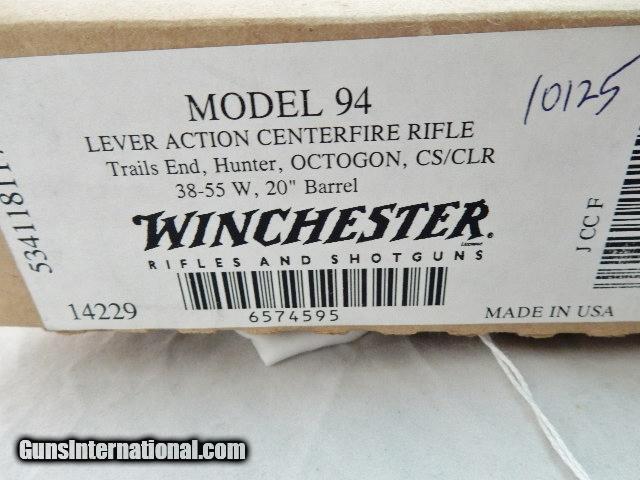 MODEL 94
10125
LEVER ACTION CENTERFIRE RIFLE
Trails End, Hunter, OCTOGON, CS/CLR
38-55 W, 20" Barrel
WINCHESTER
RIFLES AND SHOTGUNS
14229
6574595
MADE IN USA
J CC F
GunsInternational.com